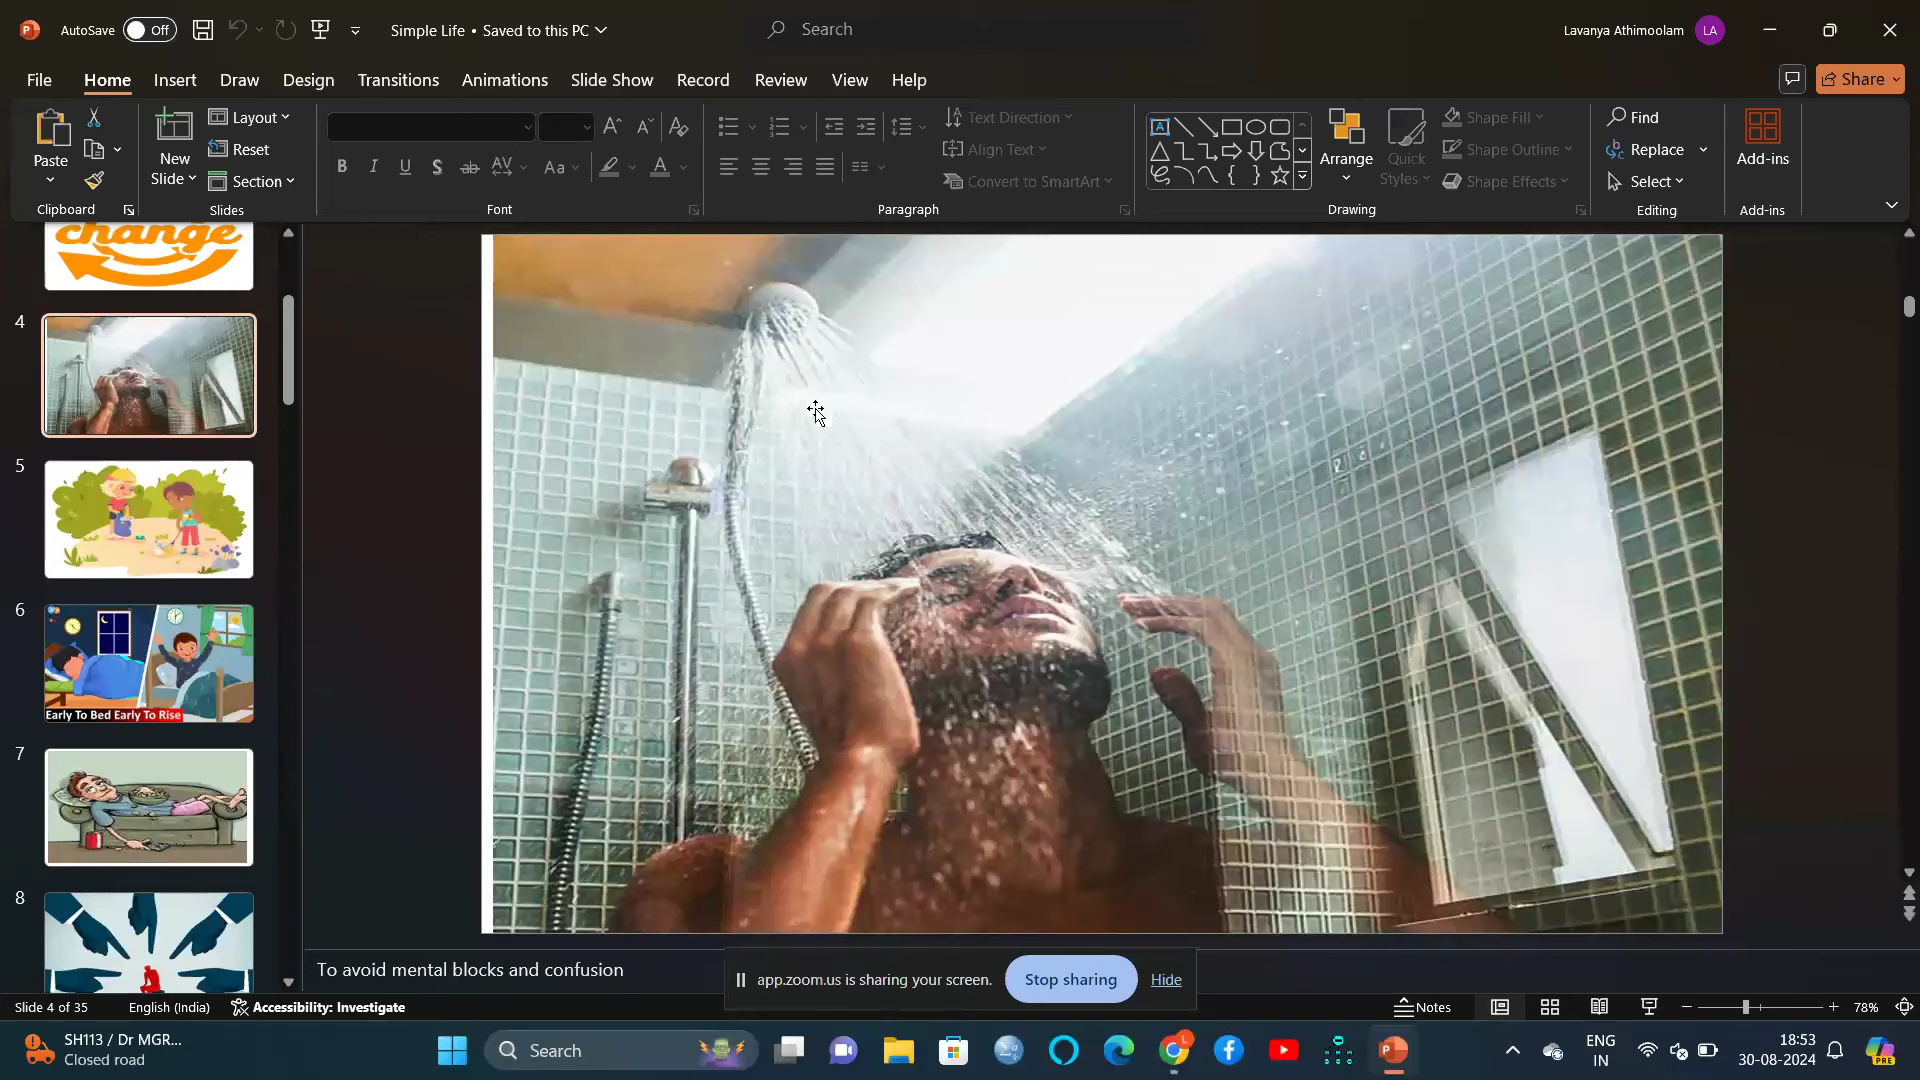 AutoSave Off Simple Life • Saved to this PC Search Lavanya Athimoolam LA
File Home Insert Draw Design Transitions Animations Slide Show Record Review View Help Share
Paste
Clipboard
New
Slide
Layout
Reset
Section
Slides
B I U S ab AV Aa A
Font
Text Direction
Align Text
Convert to SmartArt
Paragraph
Arrange
Quick
Styles
Shape Fill
Shape Outline
Shape Effects
Drawing
Find
Replace
Select
Editing
Add-ins
Add-ins
change
4
5
6
Early To Bed Early To Rise
7
8
To avoid mental blocks and confusion
app.zoom.us is sharing your screen. Stop sharing Hide
Slide 4 of 35 English (India) Accessibility: Investigate Notes 78%
SH113 / Dr MGR...
Closed road
Search
ENG
IN
18:53
30-08-2024
PRE